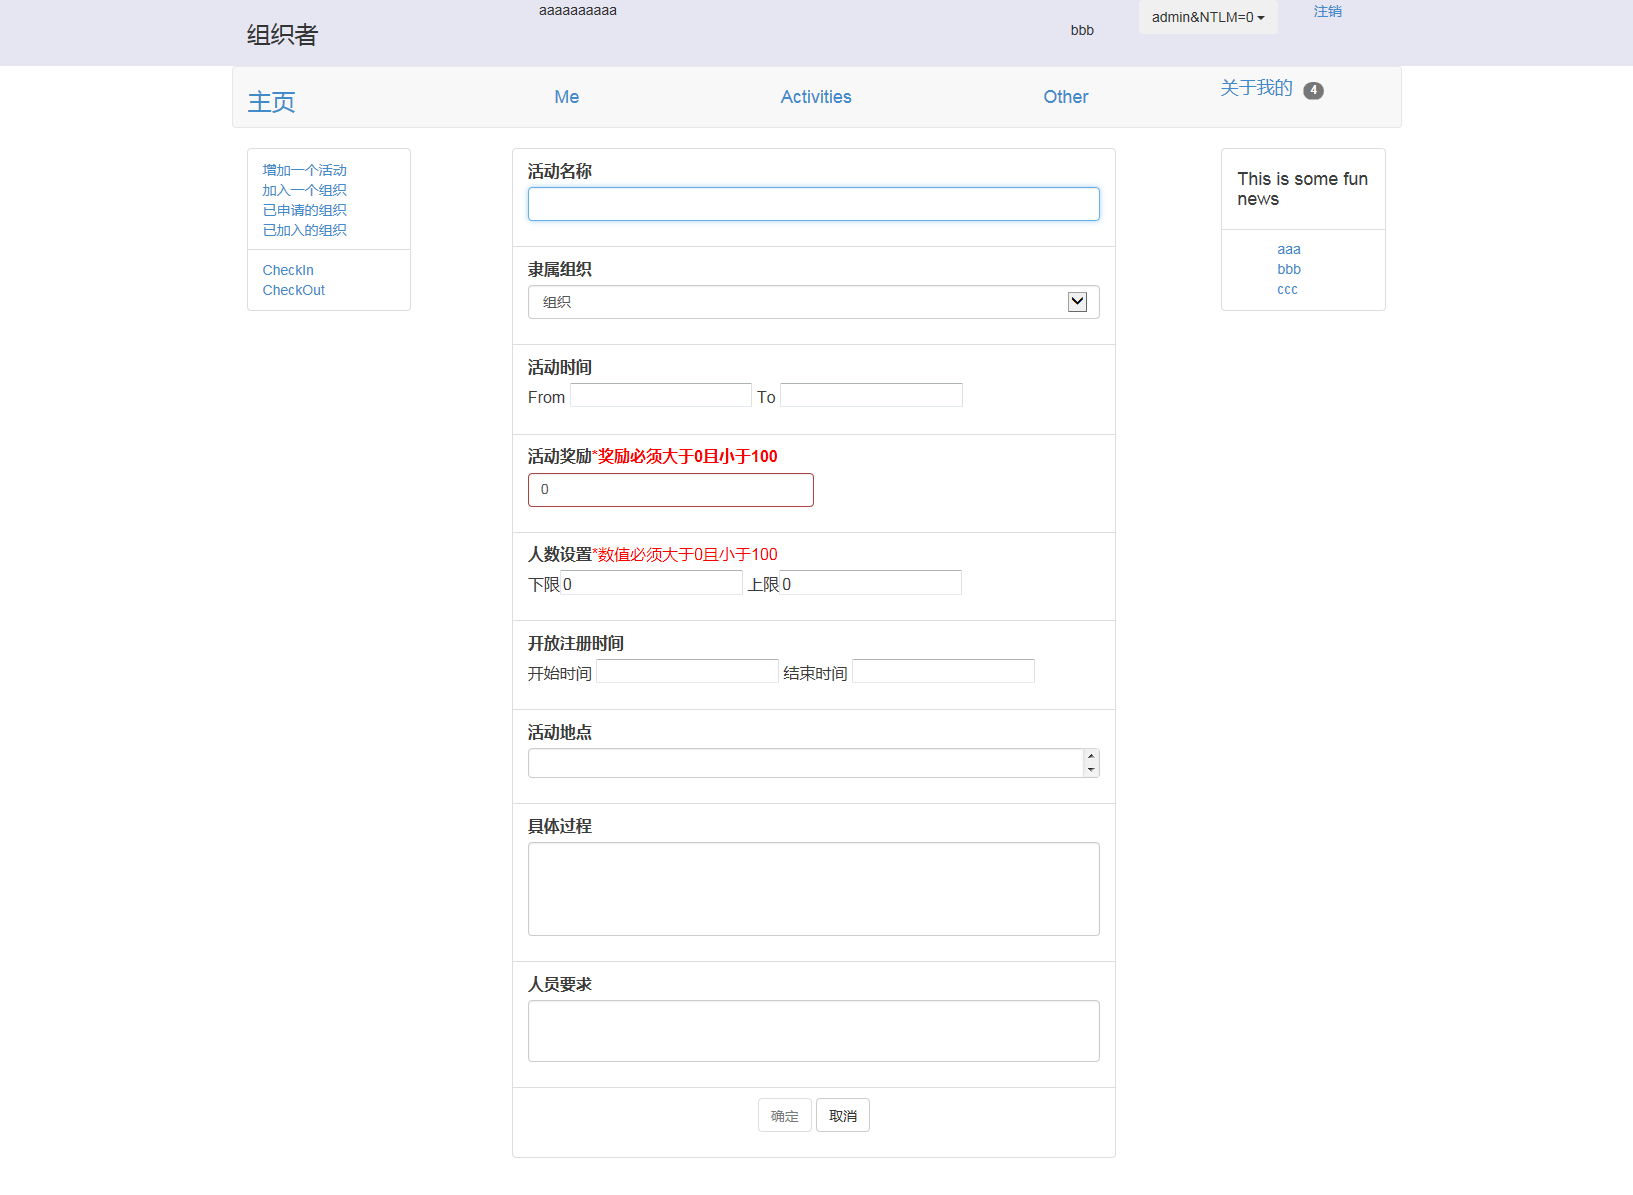 aaaaaaaaaa
组织者
bbb
admin&NTLM=0
注销
主页
Me
Activities
Other
关于我的 4
增加一个活动
加入一个组织
已申请的组织
已加入的组织
CheckIn
CheckOut
活动名称
隶属组织
组织
活动时间
From To
活动奖励*奖励必须大于0且小于100
0
人数设置*数值必须大于0且小于100
下限0 上限0
开放注册时间
开始时间 结束时间
活动地点
具体过程
人员要求
确定 取消
This is some fun
news
aaa
bbb
ccc